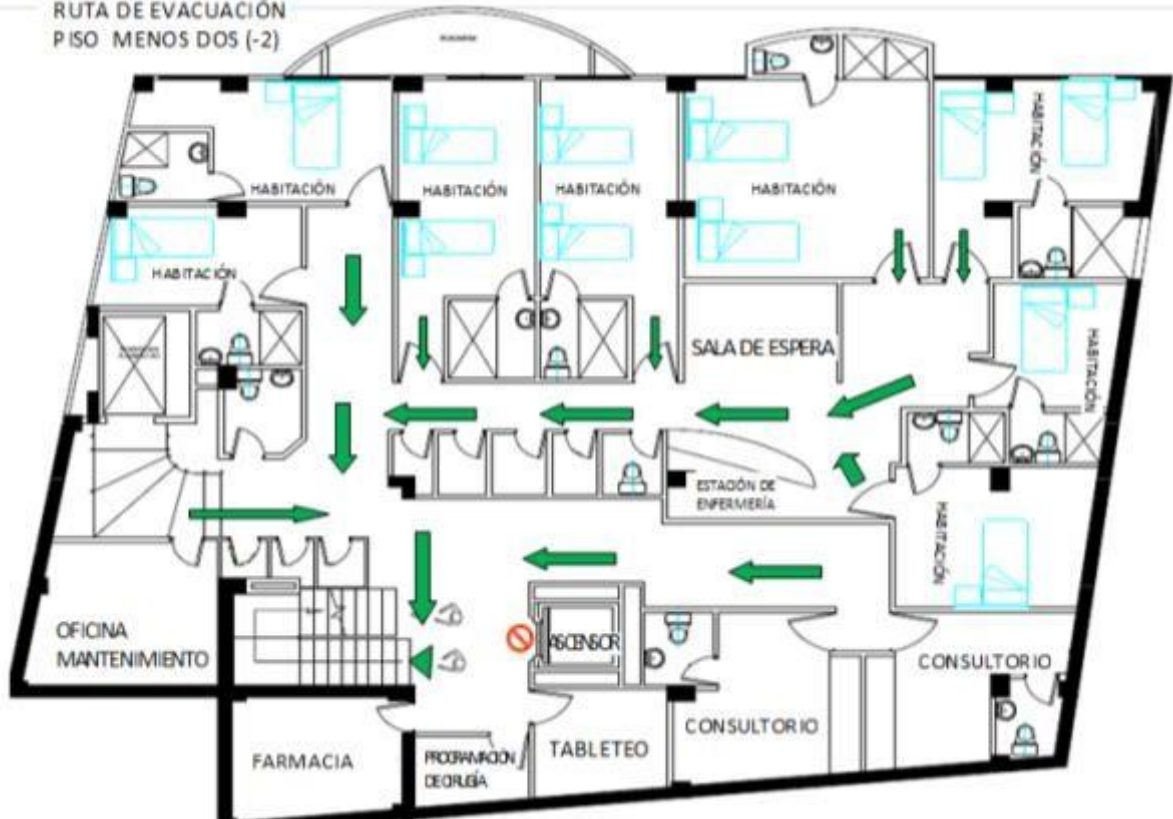 RUTA DE EVACUACIÓN
PISO MENOS DOS (-2)
HABITACIÓN
HABITACIÓN
HABITACIÓN
HABITACIÓN
HABITACIÓN
HABITACIÓN
SALA DE ESPERA
HABITACIÓN
ESTACIÓN DE
ENFERMERÍA
HABITACIÓN
OFICINA
MANTENIMIENTO
ASCENSOR
CONSULTORIO
CONSULTORIO
FARMACIA
PROGRAMACIÓN
DE CIRUGÍA
TABLETEO